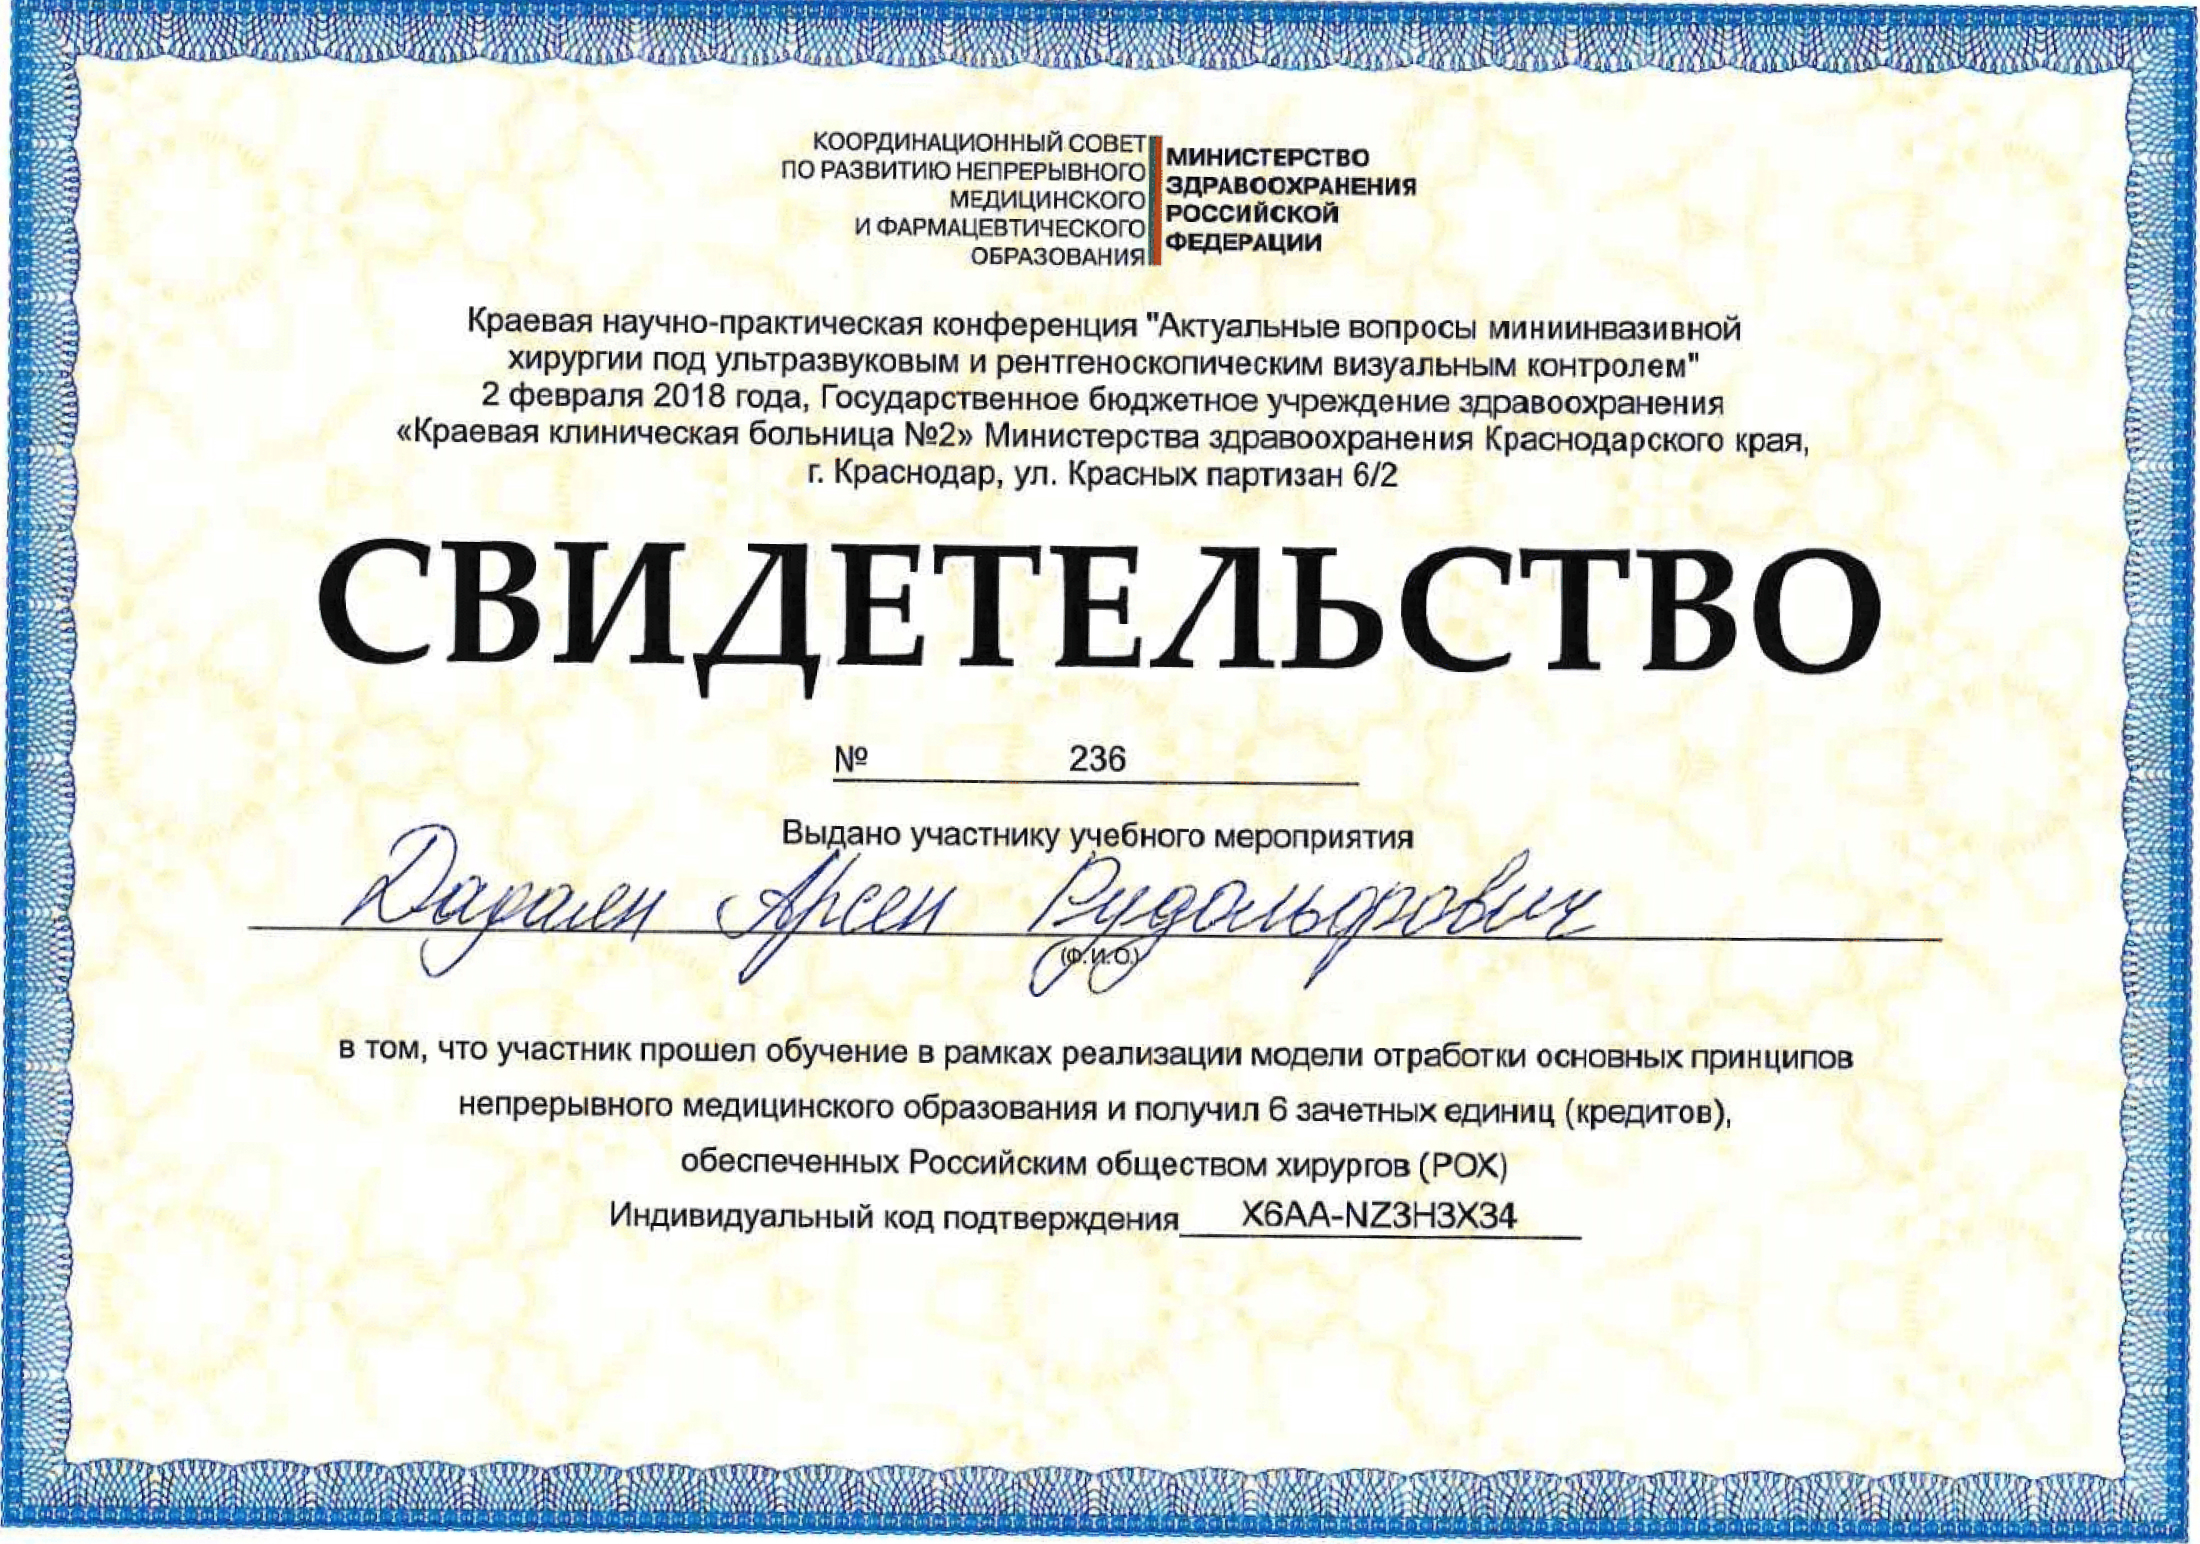 КООРДИНАЦИОННЫЙ СОВЕТ
ПО РАЗВИТИЮ НЕПРЕРЫВНОГО
МЕДИЦИНСКОГО
И ФАРМАЦЕВТИЧЕСКОГО
ОБРАЗОВАНИЯ
МИНИСТЕРСТВО
ЗДРАВООХРАНЕНИЯ
РОССИЙСКОЙ
ФЕДЕРАЦИИ
Краевая научно-практическая конференция "Актуальные вопросы миниинвазивной
хирургии под ультразвуковым и рентгеноскопическим визуальным контролем"
2 февраля 2018 года, Государственное бюджетное учреждение здравоохранения
«Краевая клиническая больница №2» Министерства здравоохранения Краснодарского края,
г. Краснодар, ул. Красных партизан 6/2
СВИДЕТЕЛЬСТВО
№ 236
Выдано участнику учебного мероприятия
Арсен Рудольфович
(Ф.И.О.)
в том, что участник прошел обучение в рамках реализации модели отработки основных принципов
непрерывного медицинского образования и получил 6 зачетных единиц (кредитов),
обеспеченных Российским обществом хирургов (РОХ)
Индивидуальный код подтверждения X6AA-NZ3H3X34